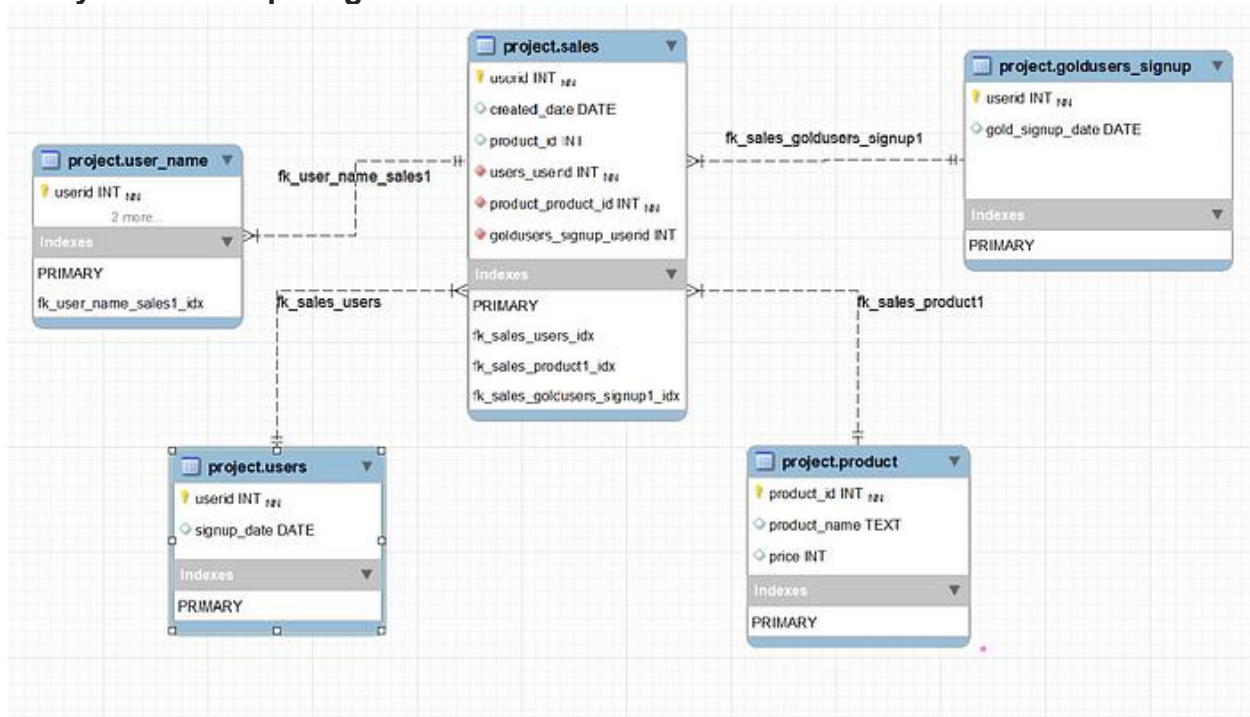 project.sales
userid INT NN
created_date DATE
product_id INT
users_userid INT NN
product_product_id INT NN
goldusers_signup_userid INT
Indexes
PRIMARY
fk_sales_users_idx
fk_sales_product1_idx
fk_sales_goldusers_signup1_idx
project.goldusers_signup
userid INT NN
gold_signup_date DATE
Indexes
PRIMARY
fk_sales_goldusers_signup1
project.user_name
userid INT NN
2 more...
Indexes
PRIMARY
fk_user_name_sales1_idx
fk_user_name_sales1
fk_sales_users
fk_sales_product1
project.users
userid INT NN
signup_date DATE
Indexes
PRIMARY
project.product
product_id INT NN
product_name TEXT
price INT
Indexes
PRIMARY